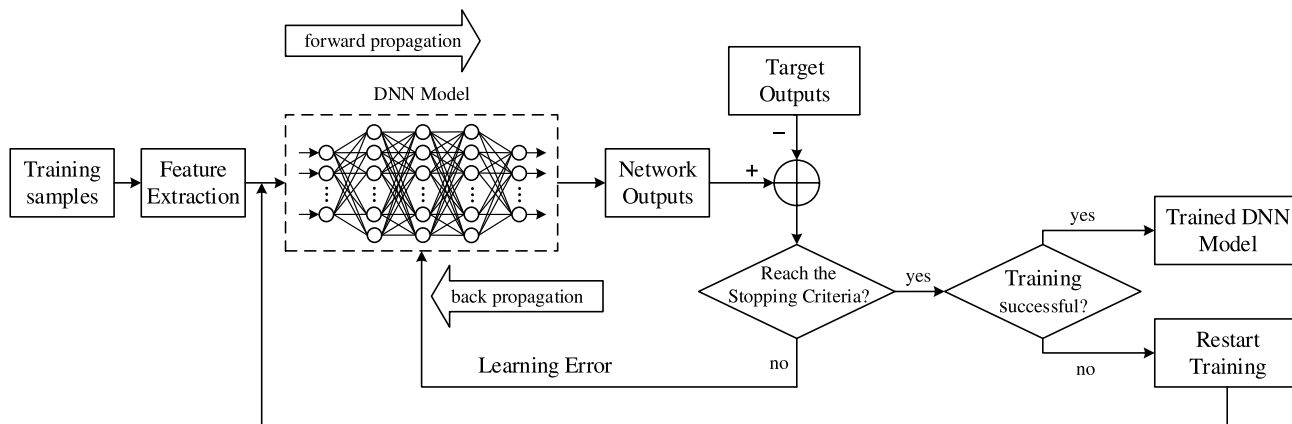 forward propagation
DNN Model
Target
Outputs
−
Training
samples
Feature
Extraction
Network
Outputs
+
yes
Trained DNN
Model
Reach the
Stopping Criteria?
yes
Training
successful?
back propagation
Learning Error
no
no
Restart
Training